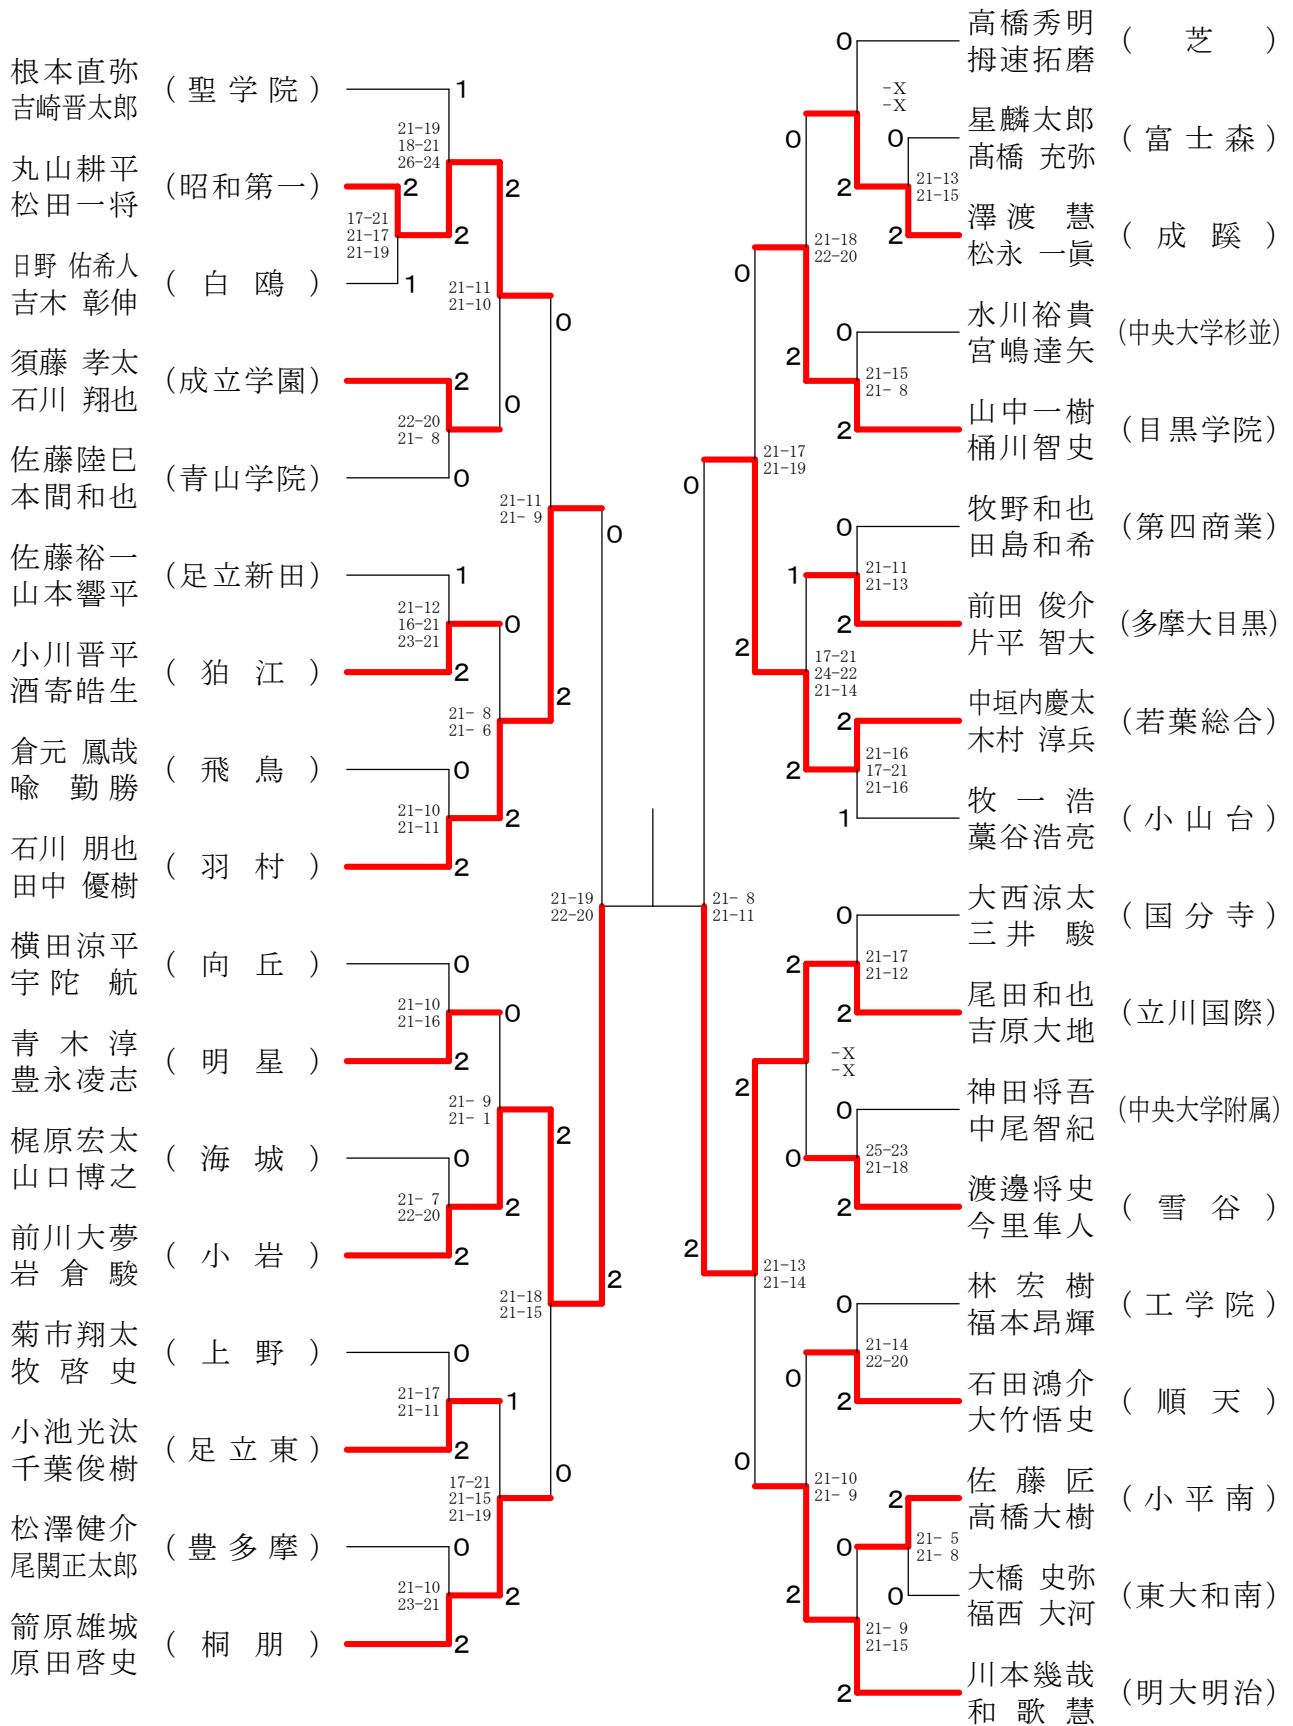 根本直弥
吉崎晋太郎
(聖学院)
1
21-19
18-21
26-24
丸山耕平
松田一将
(昭和第一)
2
2
17-21
21-17
21-19
2
日野 佑希人
吉木 彰伸
(白鴎)
1
21-11
21-10
0
須藤 孝太
石川 翔也
(成立学園)
2
0
22-20
21- 8
佐藤陸巳
本間和也
(青山学院)
0
21-11
21- 9
0
佐藤裕一
山本響平
(足立新田)
1
21-12
16-21
23-21
0
小川晋平
酒寄皓生
(狛江)
2
2
21- 8
21- 6
倉元 鳳哉
喩 勤勝
(飛鳥)
0
21-10
21-11
2
石川 朋也
田中 優樹
(羽村)
2
21-19
22-20
横田涼平
宇陀 航
(向丘)
0
21-10
21-16
0
青木淳
豊永凌志
(明星)
2
21- 9
21- 1
2
梶原宏太
山口博之
(海城)
0
21- 7
22-20
2
前川大夢
岩倉駿
(小岩)
2
2
21-18
21-15
菊市翔太
牧啓史
(上野)
0
21-17
21-11
1
小池光汰
千葉俊樹
(足立東)
2
0
17-21
21-15
21-19
松澤健介
尾関正太郎
(豊多摩)
0
21-10
23-21
2
箭原雄城
原田啓史
(桐朋)
2
0
高橋秀明
拇速拓磨
(芝)
-X
-X
0
0
星麟太郎
髙橋 充弥
(富士森)
2
21-13
21-15
2
澤渡 慧
松永 一眞
(成蹊)
21-18
22-20
0
0
水川裕貴
宮嶋達矢
(中央大学杉並)
2
21-15
21- 8
2
山中一樹
桶川智史
(目黒学院)
21-17
21-19
0
0
牧野和也
田島和希
(第四商業)
1
21-11
21-13
2
前田 俊介
片平 智大
(多摩大目黒)
2
17-21
24-22
21-14
2
中垣内慶太
木村 淳兵
(若葉総合)
2
21-16
17-21
21-16
1
牧一浩
藁谷浩亮
(小山台)
21- 8
21-11
0
大西涼太
三井駿
(国分寺)
2
21-17
21-12
2
尾田和也
吉原大地
(立川国際)
-X
-X
2
0
神田将吾
中尾智紀
(中央大学附属)
0
25-23
21-18
2
渡邊将史
今里隼人
(雪谷)
2
21-13
21-14
0
林宏樹
福本昂輝
(工学院)
0
21-14
22-20
2
石田鴻介
大竹悟史
(順天)
0
21-10
21- 9
2
佐藤匠
高橋大樹
(小平南)
0
21- 5
21- 8
2
0
大橋 史弥
福西 大河
(東大和南)
21- 9
21-15
2
川本幾哉
和歌慧
(明大明治)